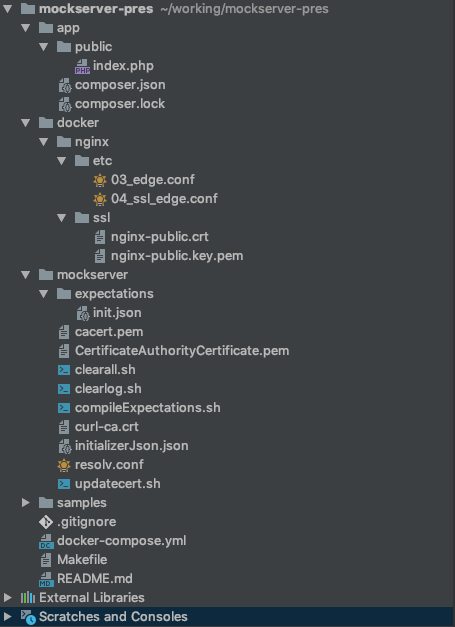 mockserver-pres ~/working/mockserver-pres
app
public
index.php
composer.json
composer.lock
docker
nginx
etc
03_edge.conf
04_ssl_edge.conf
ssl
nginx-public.crt
nginx-public.key.pem
mockserver
expectations
init.json
cacert.pem
CertificateAuthorityCertificate.pem
clearall.sh
clearlog.sh
compileExpectations.sh
curl-ca.crt
initializerJson.json
resolv.conf
updatecert.sh
samples
.gitignore
docker-compose.yml
Makefile
README.md
External Libraries
Scratches and Consoles